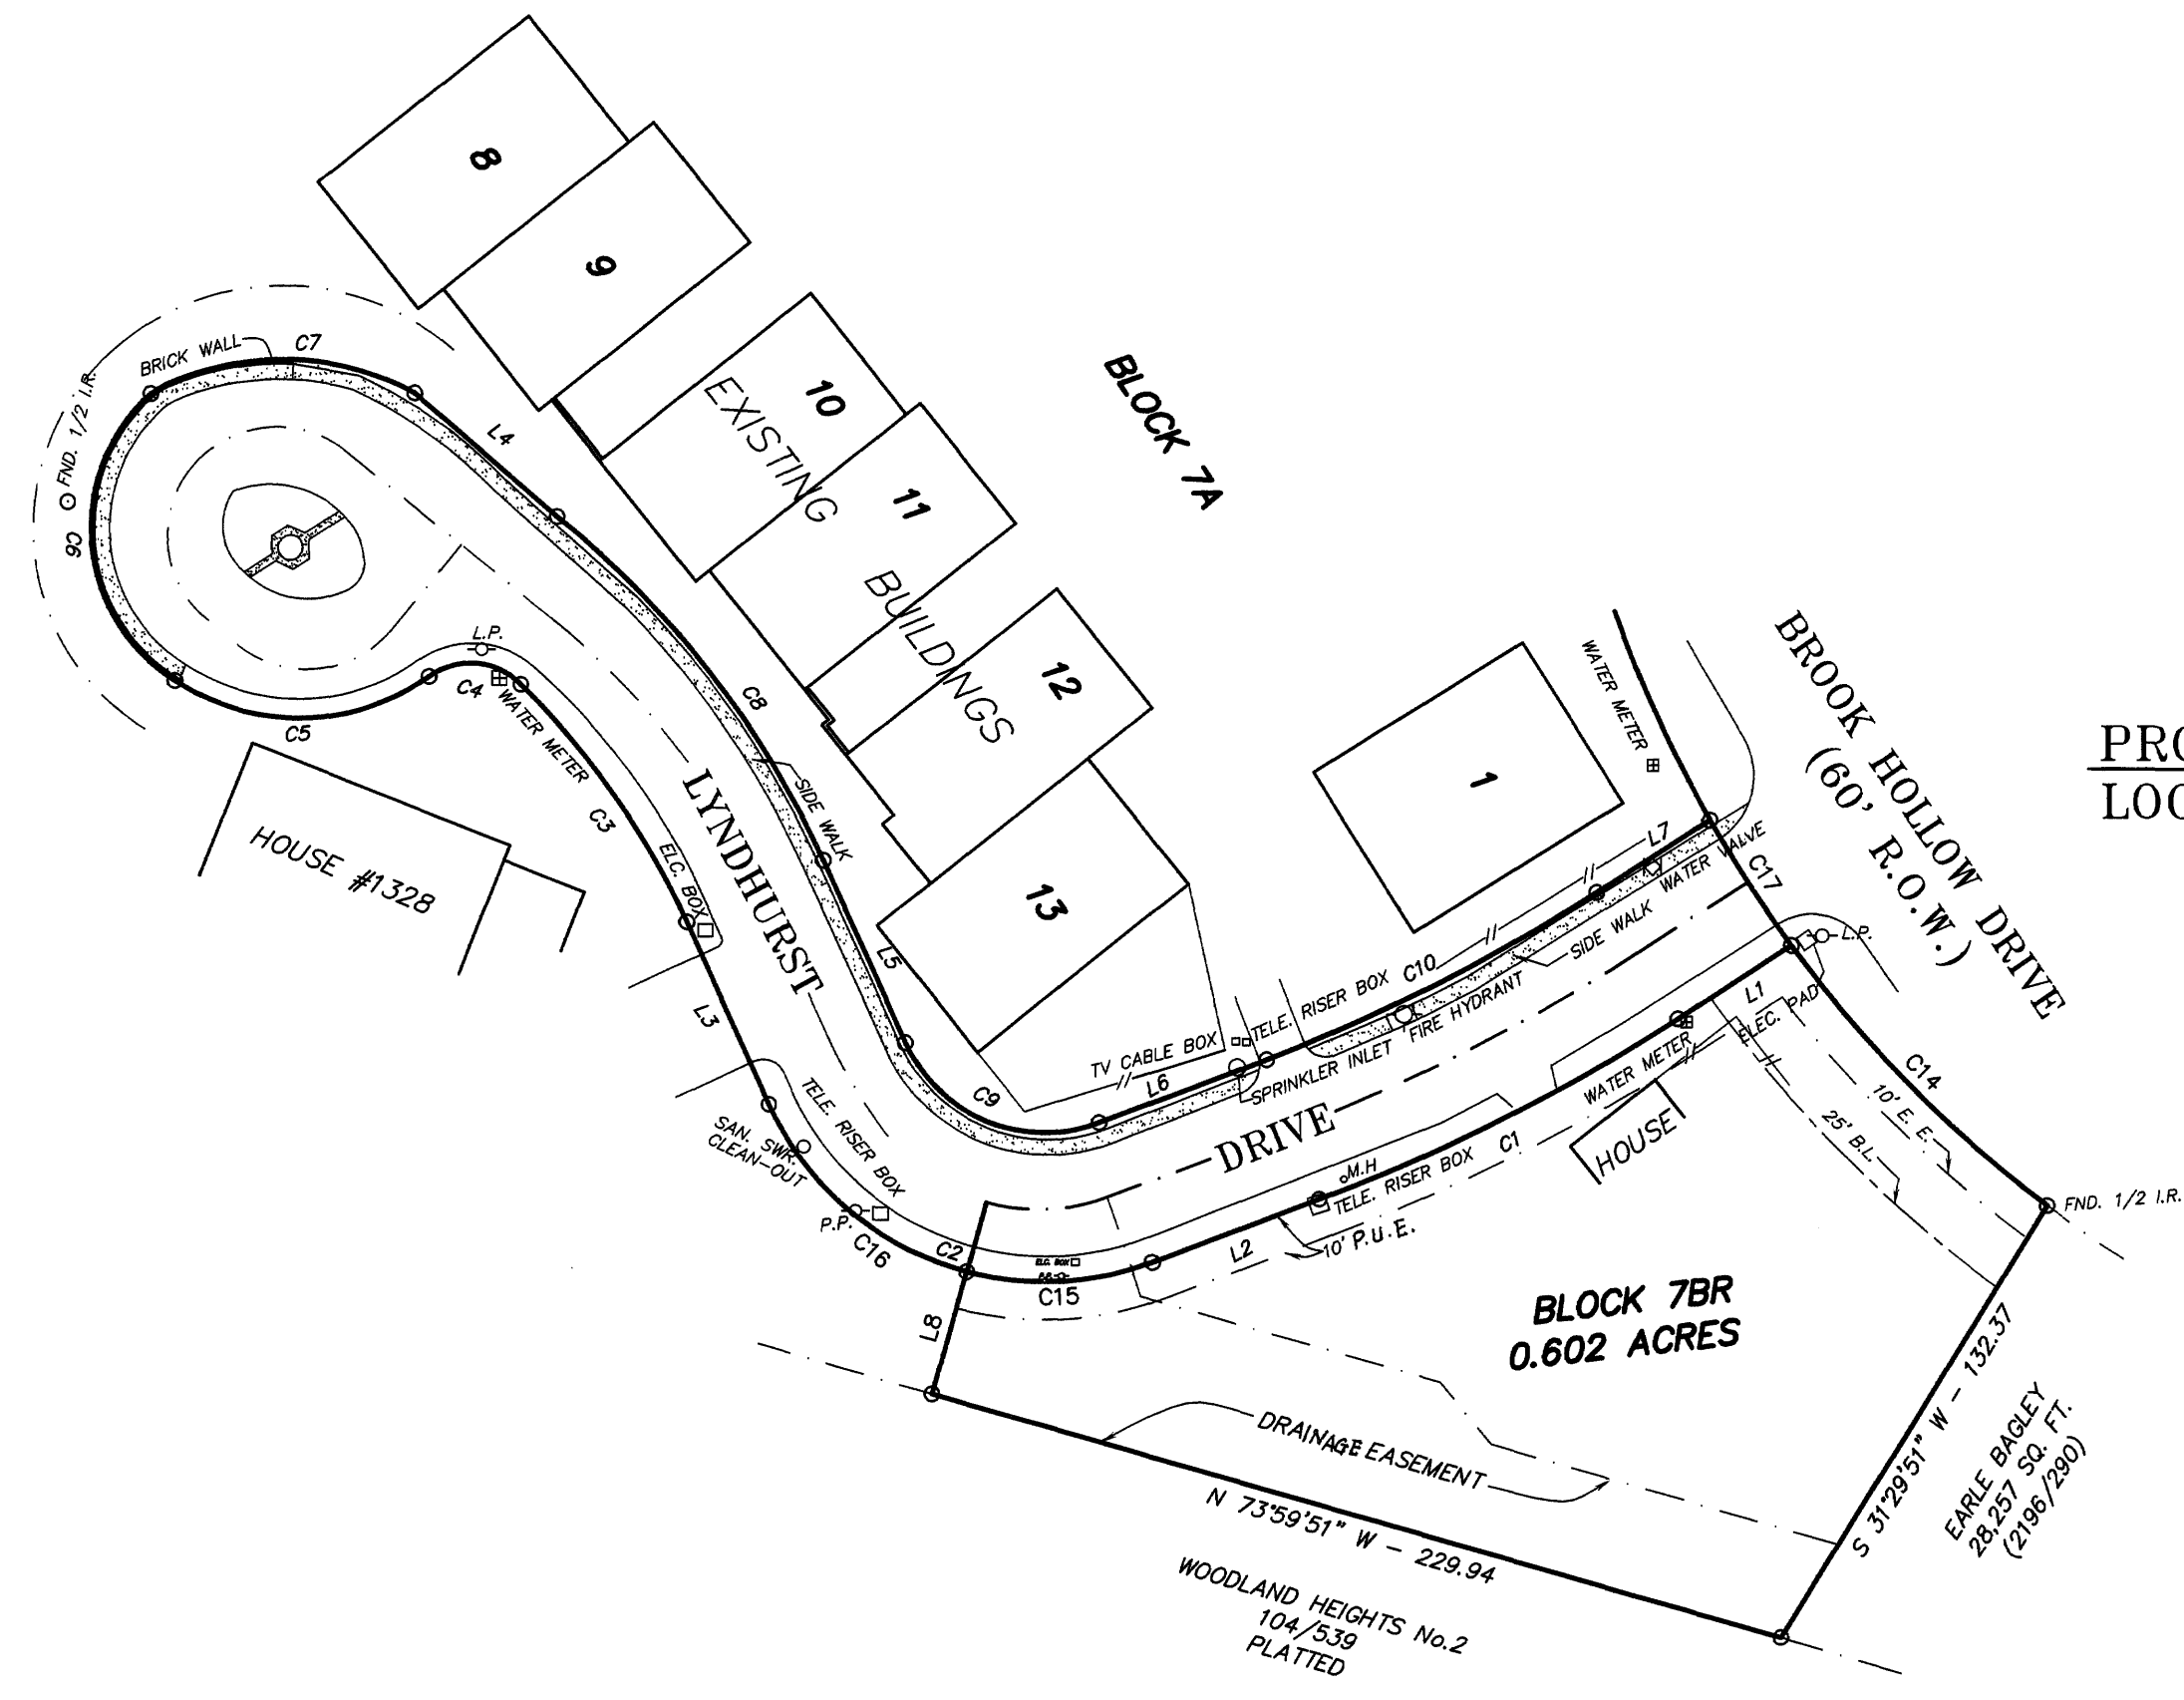 8
9
10
11
12
13
1
EXISTING
BUILDINGS
BLOCK 7A
BRICK WALL
C7
FND. 1/2 I.R.
C6
L4
L.P.
C4
WATER METER
C5
C8
C3
HOUSE #1328
ELC. BOX
SIDE WALK
LYNDHURST
L5
L3
WATER METER
BROOK HOLLOW DRIVE
(60' R.O.W.)
PRO
LOC
L7
WATER VALVE
C17
SIDE WALK
L.P.
C10
TELE. RISER BOX
FIRE HYDRANT
TV CABLE BOX
L6
SPRINKLER INLET
C9
DRIVE
L1
ELEC. PAD
WATER METER
C14
10' E. E.
25' B.L.
HOUSE
C1
M.H
TELE. RISER BOX
FND. 1/2 I.R.
TELE. RISER BOX
SAN. SWR.
CLEAN-OUT
P.P.
C16
C2
ELC. BOX
P.P.
C15
L2
10' P.U.E.
L8
BLOCK 7BR
0.602 ACRES
DRAINAGE EASEMENT
S 31°29'51" W - 132.37
EARLE BAGLEY
28,257 SQ. FT.
(2196/290)
N 73°59'51" W - 229.94
WOODLAND HEIGHTS No.2
104/539
PLATTED